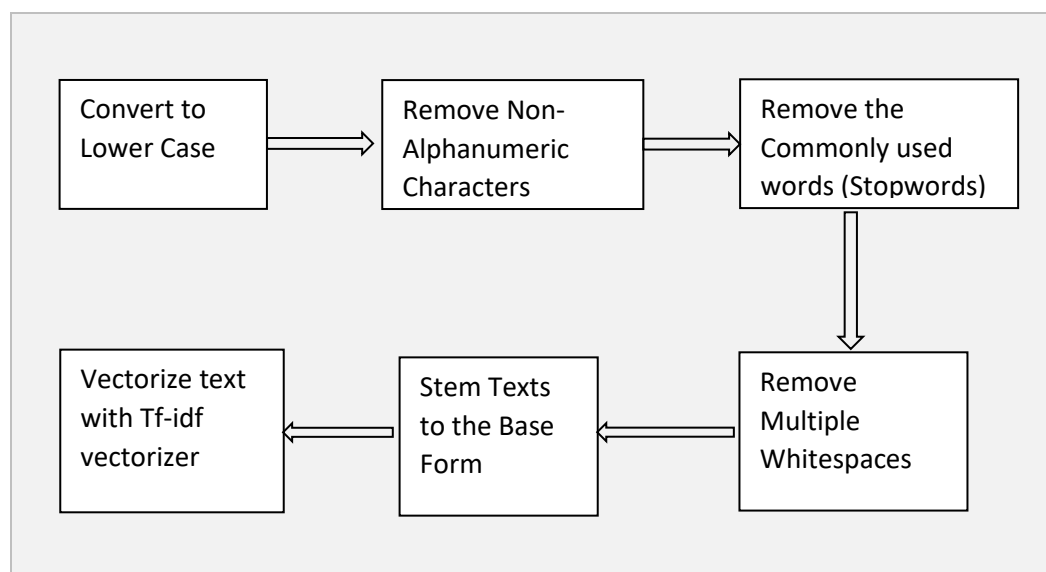 Convert to
Lower Case
Remove Non-
Alphanumeric
Characters
Remove the
Commonly used
words (Stopwords)
Remove
Multiple
Whitespaces
Stem Texts
to the Base
Form
Vectorize text
with Tf-idf
vectorizer